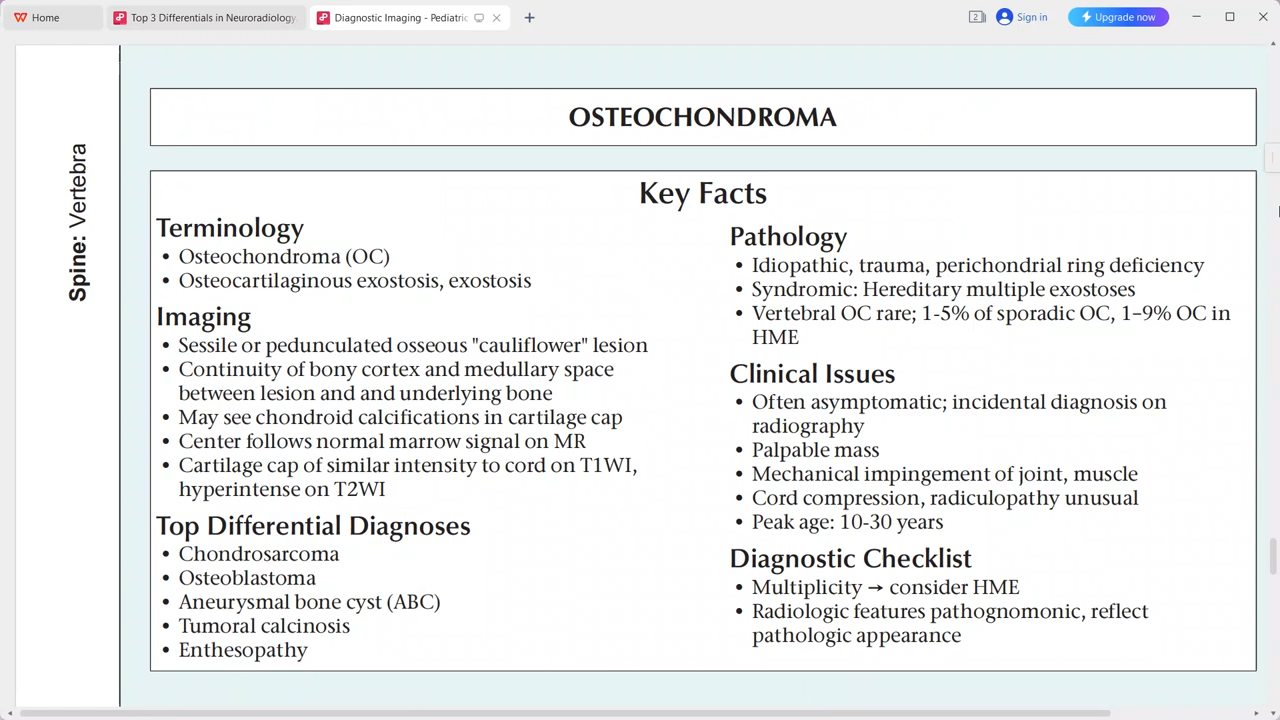 Home
Top 3 Differentials in Neuroradiology
Diagnostic Imaging - Pediatric
2
Sign in
Upgrade now
Spine: Vertebra
OSTEOCHONDROMA
Key Facts
Terminology
• Osteochondroma (OC)
• Osteocartilaginous exostosis, exostosis
Imaging
• Sessile or pedunculated osseous "cauliflower" lesion
• Continuity of bony cortex and medullary space
between lesion and and underlying bone
• May see chondroid calcifications in cartilage cap
• Center follows normal marrow signal on MR
• Cartilage cap of similar intensity to cord on T1WI,
hyperintense on T2WI
Top Differential Diagnoses
• Chondrosarcoma
• Osteoblastoma
• Aneurysmal bone cyst (ABC)
• Tumoral calcinosis
• Enthesopathy
Pathology
• Idiopathic, trauma, perichondrial ring deficiency
• Syndromic: Hereditary multiple exostoses
• Vertebral OC rare; 1-5% of sporadic OC, 1–9% OC in
HME
Clinical Issues
• Often asymptomatic; incidental diagnosis on
radiography
• Palpable mass
• Mechanical impingement of joint, muscle
• Cord compression, radiculopathy unusual
• Peak age: 10-30 years
Diagnostic Checklist
• Multiplicity → consider HME
• Radiologic features pathognomonic, reflect
pathologic appearance